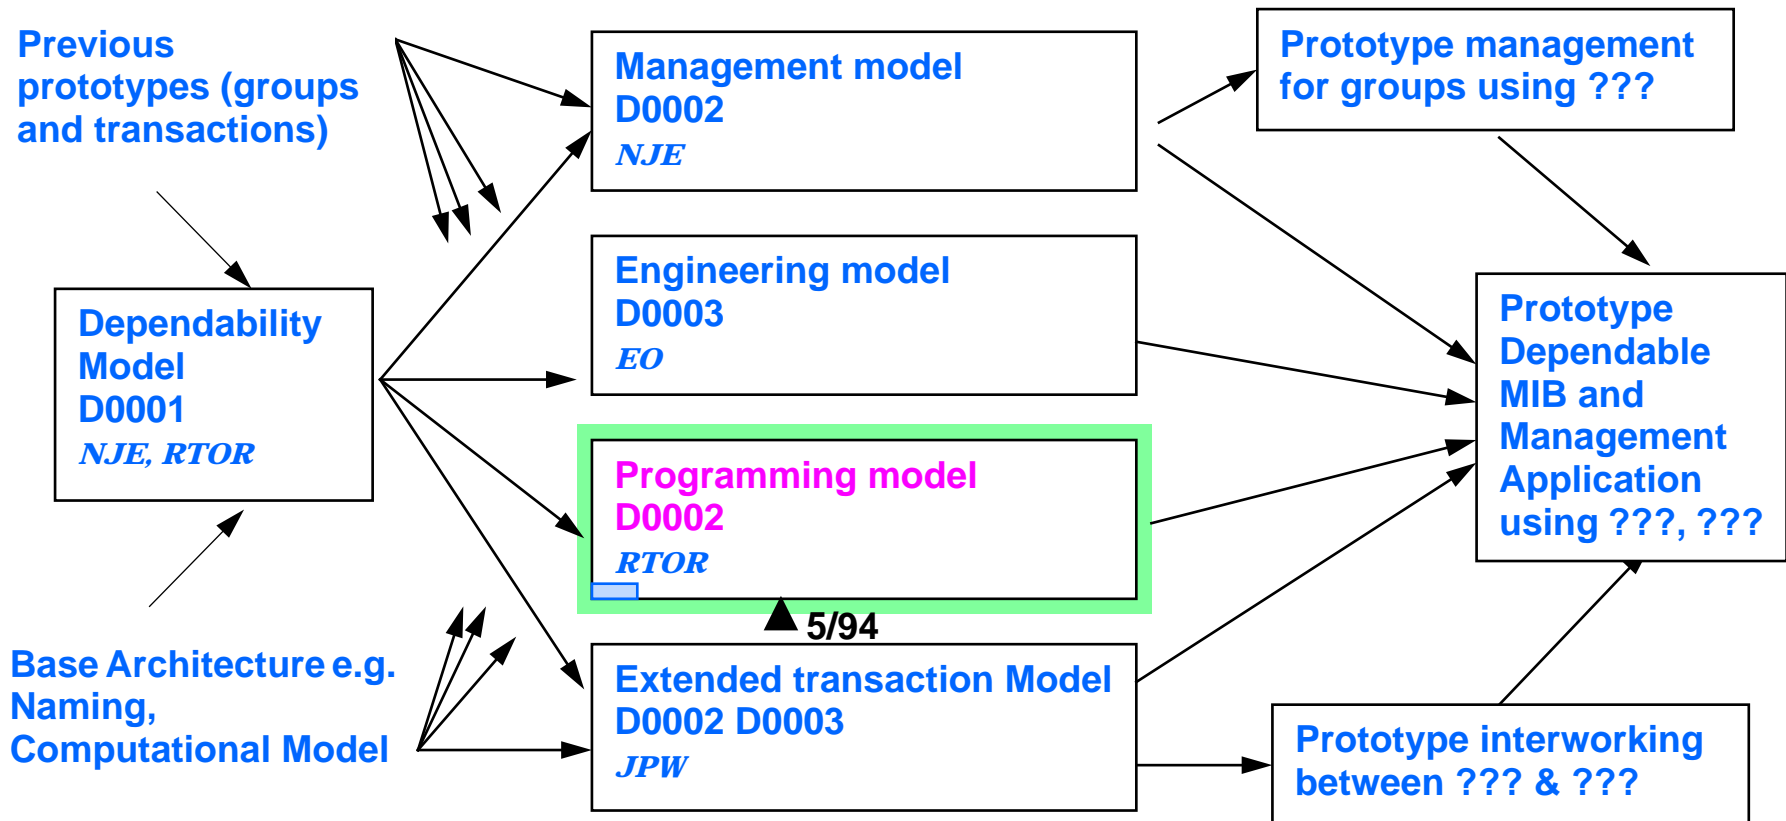 Previous
prototypes (groups
and transactions)
Dependability
Model
D0001
NJE, RTOR
Base Architecture e.g.
Naming,
Computational Model
Management model
D0002
NJE
Engineering model
D0003
EO
Programming model
D0002
RTOR
5/94
Extended transaction Model
D0002 D0003
JPW
Prototype management
for groups using ???
Prototype
Dependable
MIB and
Management
Application
using ???, ???
Prototype interworking
between ??? & ???